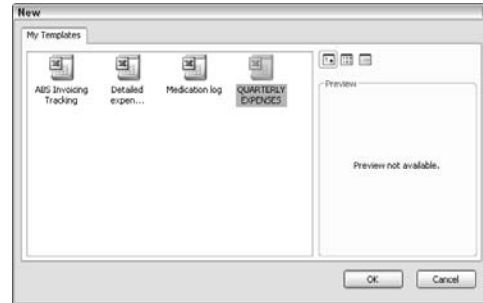 New
My Templates
ABS Invoicing
Tracking
Detailed
expen...
Medication log
QUARTERLY
EXPENSES
Preview
Preview not available.
OK
Cancel